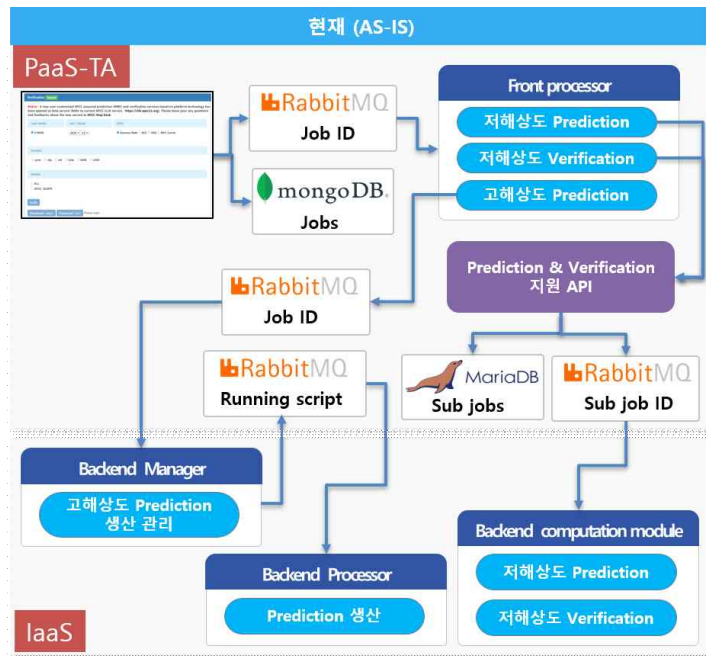 현재 (AS-IS)
PaaS-TA
RabbitMQ
Job ID
mongoDB
Jobs
Front processor
저해상도 Prediction
저해상도 Verification
고해상도 Prediction
Prediction & Verification
지원 API
RabbitMQ
Job ID
RabbitMQ
Running script
MariaDB
Sub jobs
RabbitMQ
Sub job ID
Backend Manager
고해상도 Prediction
생산 관리
Backend Processor
Prediction 생산
Backend computation module
저해상도 Prediction
저해상도 Verification
IaaS